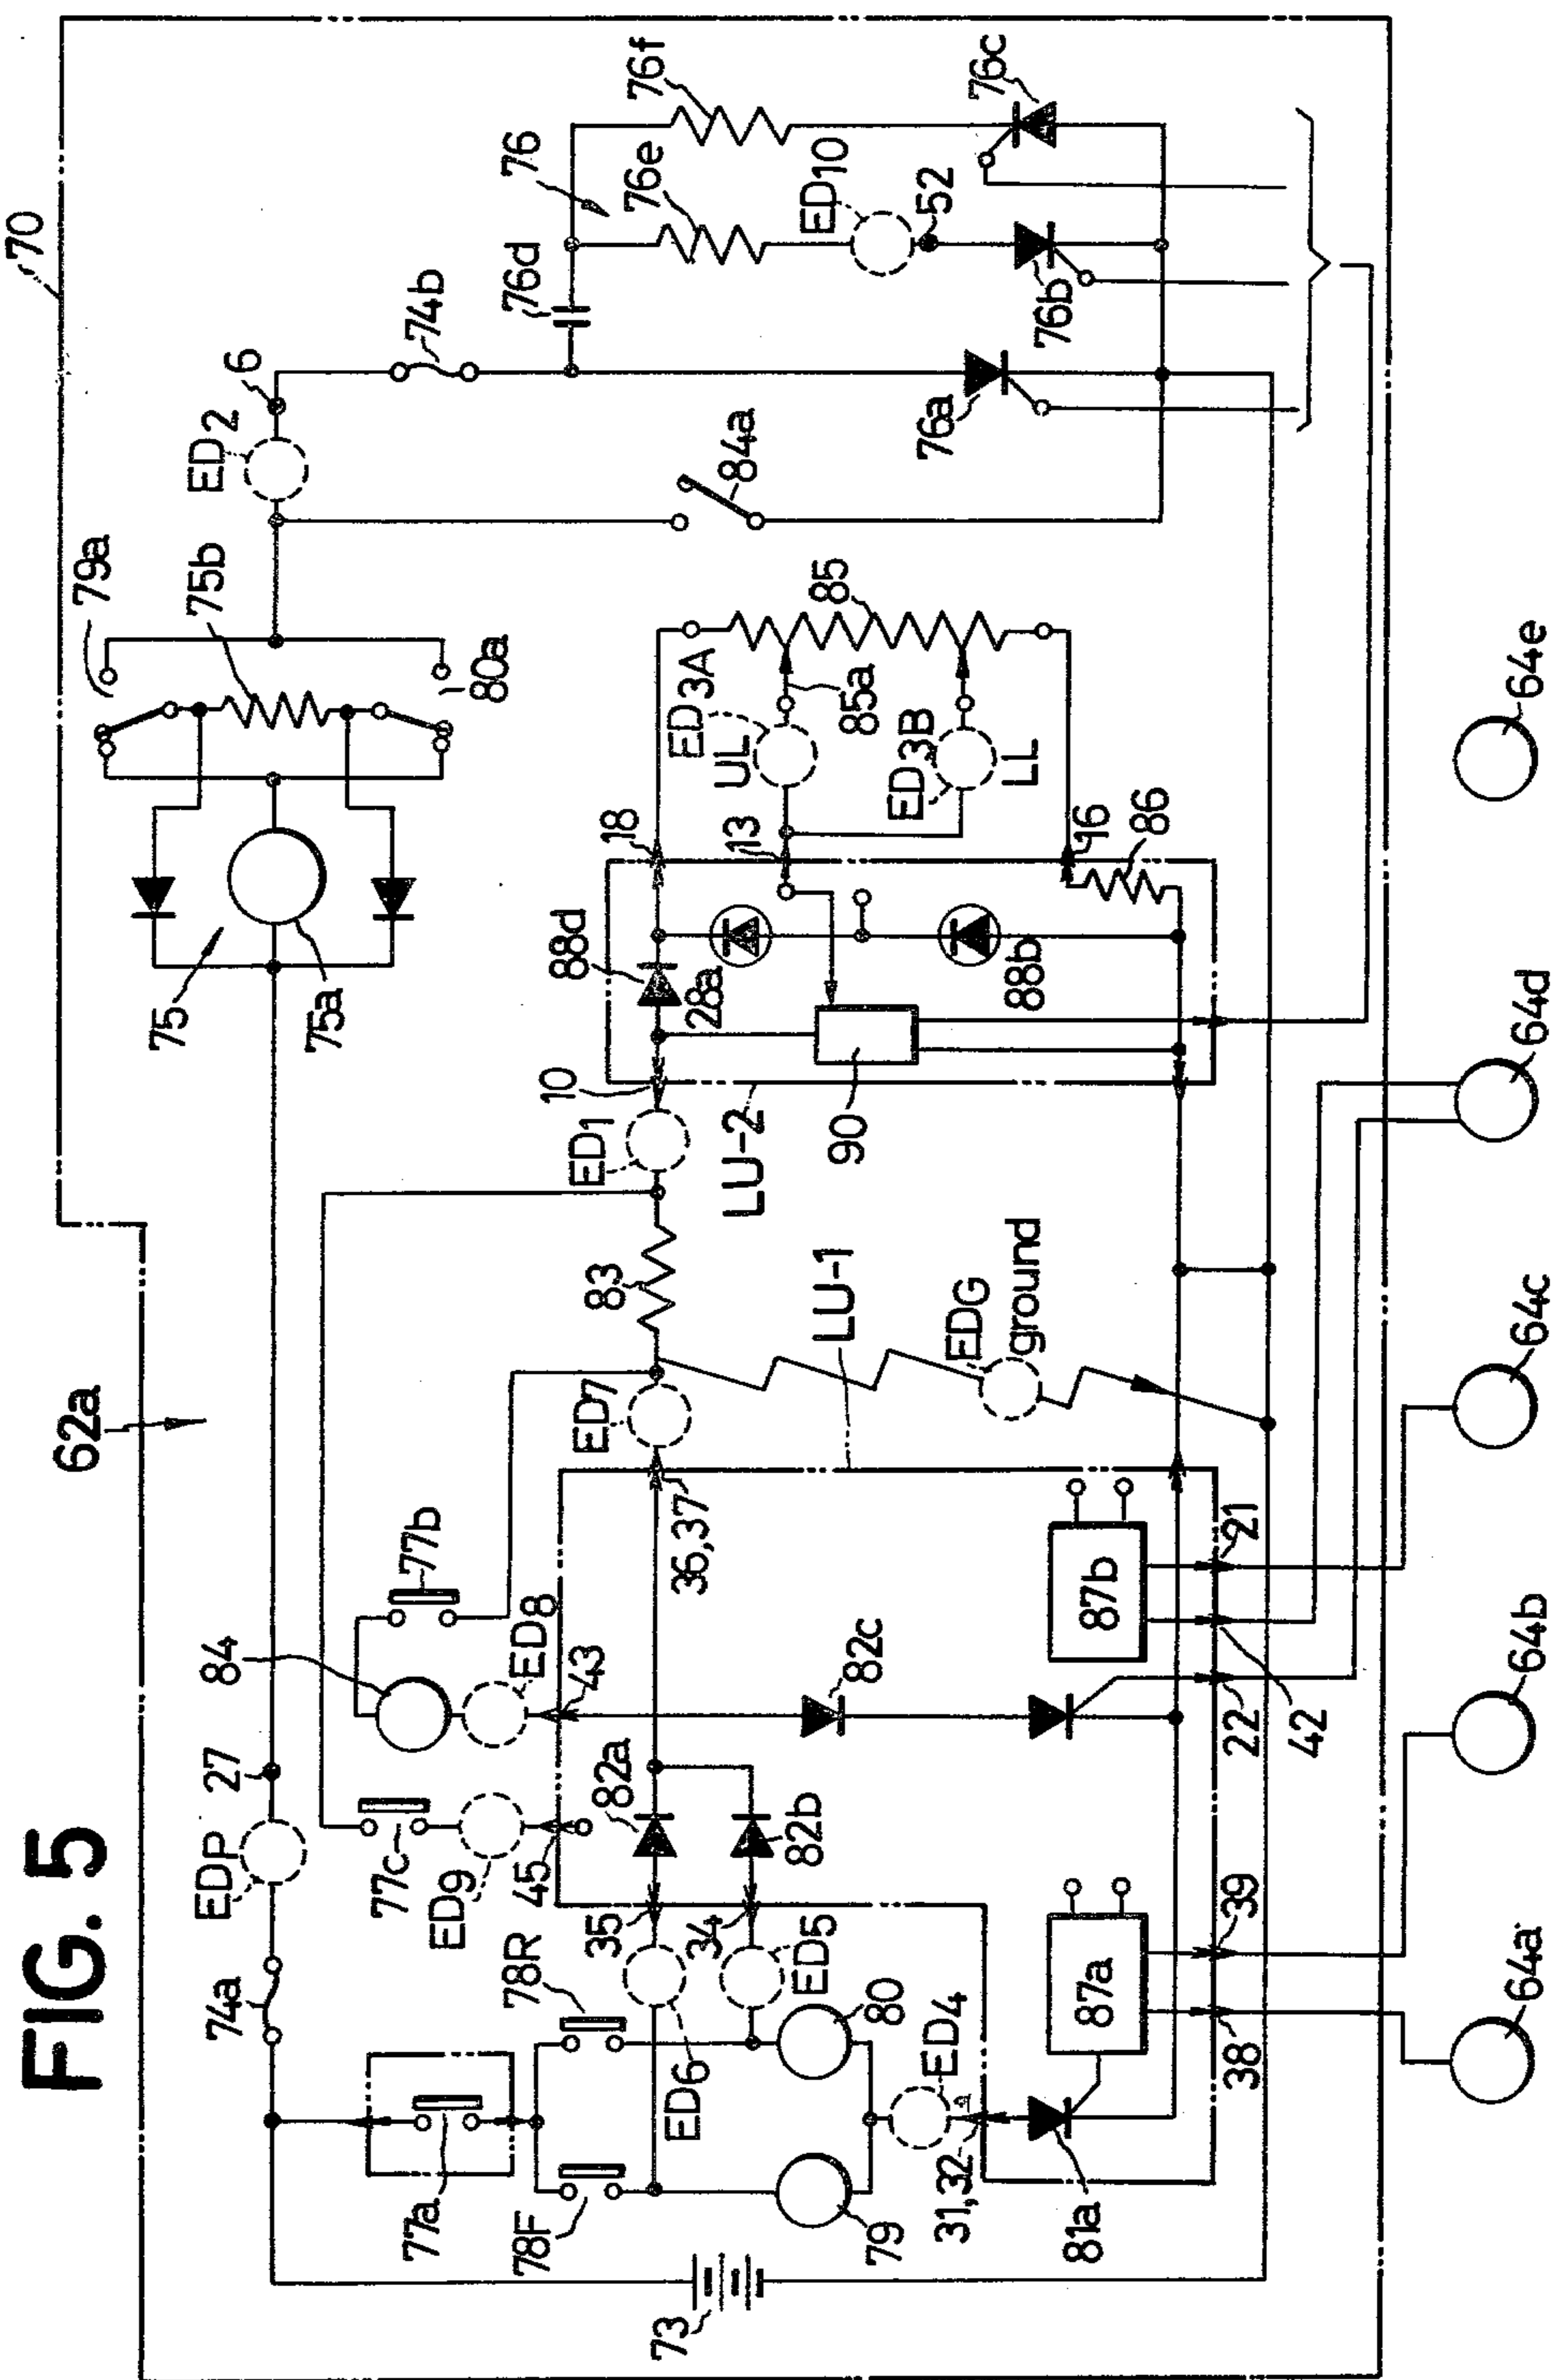 FIG. 5
62a
70
79a
75b
ED2
6
80a
74b
76
76f
76d
76e
ED10
52
76c
76b
76a
84a
75
75a
74a
EDP
27
84
77b
77c
ED9
45
ED8
43
36,37
ED7
83
ED1
10
88d
28a
18
13
ED3A
UL
85a
85
ED3B
LL
16
86
88b
90
LU-2
LU-1
EDG
ground
82a
82b
82c
35
34
78R
ED6
ED5
80
77a
78F
79
ED4
31,32
81a
73
87a
87b
38
39
22
42
21
64a
64b
64c
64d
64e